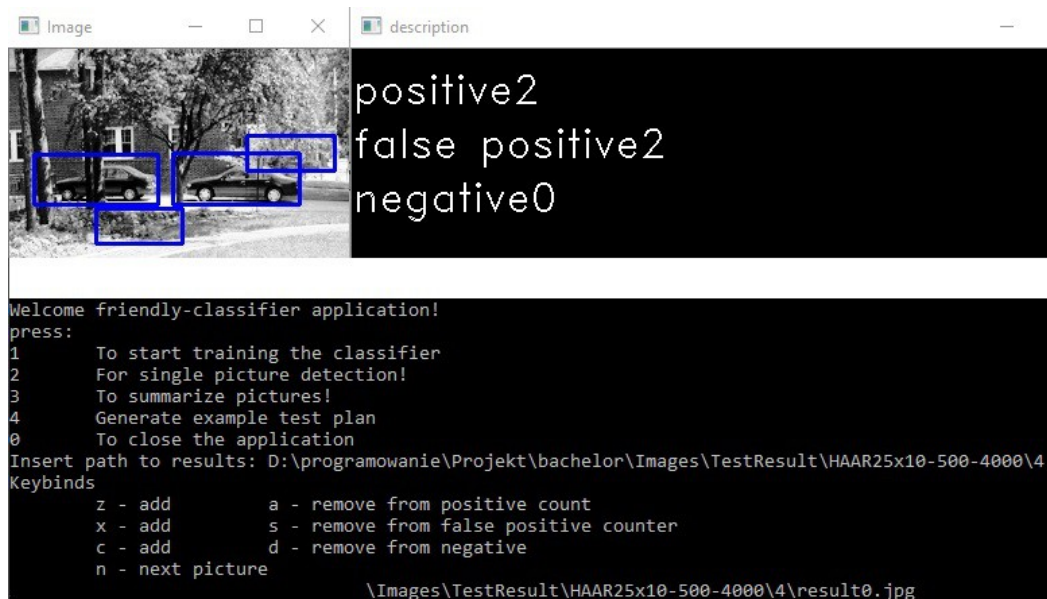 Image
description
positive2
false positive2
negative0
Welcome friendly-classifier application!
press:
1 To start training the classifier
2 For single picture detection!
3 To summarize pictures!
4 Generate example test plan
0 To close the application
Insert path to results: D:\programowanie\Projekt\bachelor\Images\TestResult\HAAR25x10-500-4000\4
Keybinds
z - add a - remove from positive count
x - add s - remove from false positive counter
c - add d - remove from negative
n - next picture
\Images\TestResult\HAAR25x10-500-4000\4\result0.jpg